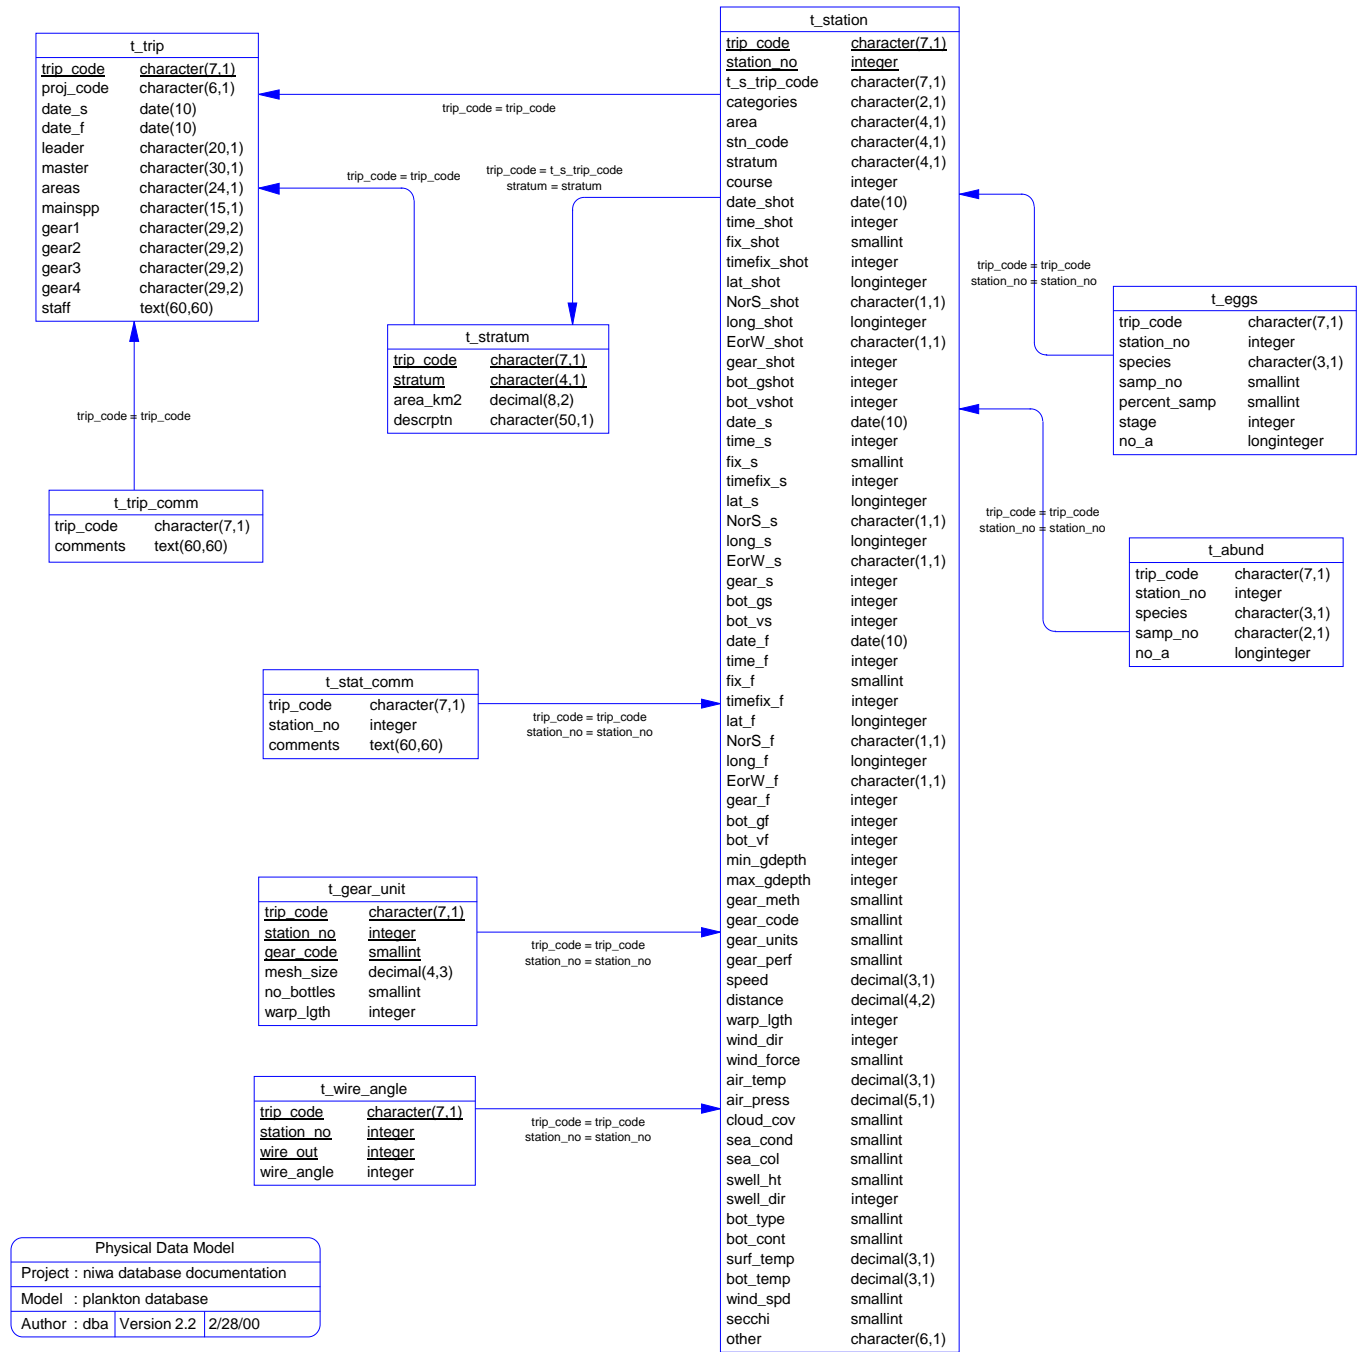 t_trip
trip_code character(7,1)
proj_code character(6,1)
date_s date(10)
date_f date(10)
leader character(20,1)
master character(30,1)
areas character(24,1)
mainspp character(15,1)
gear1 character(29,2)
gear2 character(29,2)
gear3 character(29,2)
gear4 character(29,2)
staff text(60,60)
trip_code = trip_code
trip_code = trip_code
trip_code = t_s_trip_code
stratum = stratum
t_stratum
trip_code character(7,1)
stratum character(4,1)
area_km2 decimal(8,2)
descrptn character(50,1)
trip_code = trip_code
t_trip_comm
trip_code character(7,1)
comments text(60,60)
t_stat_comm
trip_code character(7,1)
station_no integer
comments text(60,60)
trip_code = trip_code
station_no = station_no
t_gear_unit
trip_code character(7,1)
station_no integer
gear_code smallint
mesh_size decimal(4,3)
no_bottles smallint
warp_lgth integer
trip_code = trip_code
station_no = station_no
t_wire_angle
trip_code character(7,1)
station_no integer
wire_out integer
wire_angle integer
trip_code = trip_code
station_no = station_no
t_station
trip_code character(7,1)
station_no integer
t_s_trip_code character(7,1)
categories character(2,1)
area character(4,1)
stn_code character(4,1)
stratum character(4,1)
course integer
date_shot date(10)
time_shot integer
fix_shot smallint
timefix_shot integer
lat_shot longinteger
NorS_shot character(1,1)
long_shot longinteger
EorW_shot character(1,1)
gear_shot integer
bot_gshot integer
bot_vshot integer
date_s date(10)
time_s integer
fix_s smallint
timefix_s integer
lat_s longinteger
NorS_s character(1,1)
long_s longinteger
EorW_s character(1,1)
gear_s integer
bot_gs integer
bot_vs integer
date_f date(10)
time_f integer
fix_f smallint
timefix_f integer
lat_f longinteger
NorS_f character(1,1)
long_f longinteger
EorW_f character(1,1)
gear_f integer
bot_gf integer
bot_vf integer
min_gdepth integer
max_gdepth integer
gear_meth smallint
gear_code smallint
gear_units smallint
gear_perf smallint
speed decimal(3,1)
distance decimal(4,2)
warp_lgth integer
wind_dir integer
wind_force smallint
air_temp decimal(3,1)
air_press decimal(5,1)
cloud_cov smallint
sea_cond smallint
sea_col smallint
swell_ht smallint
swell_dir integer
bot_type smallint
bot_cont smallint
surf_temp decimal(3,1)
bot_temp decimal(3,1)
wind_spd smallint
secchi smallint
other character(6,1)
trip_code = trip_code
station_no = station_no
t_eggs
trip_code character(7,1)
station_no integer
species character(3,1)
samp_no smallint
percent_samp smallint
stage integer
no_a longinteger
trip_code = trip_code
station_no = station_no
t_abund
trip_code character(7,1)
station_no integer
species character(3,1)
samp_no character(2,1)
no_a longinteger
Physical Data Model
Project : niwa database documentation
Model : plankton database
Author : dba Version 2.2 2/28/00